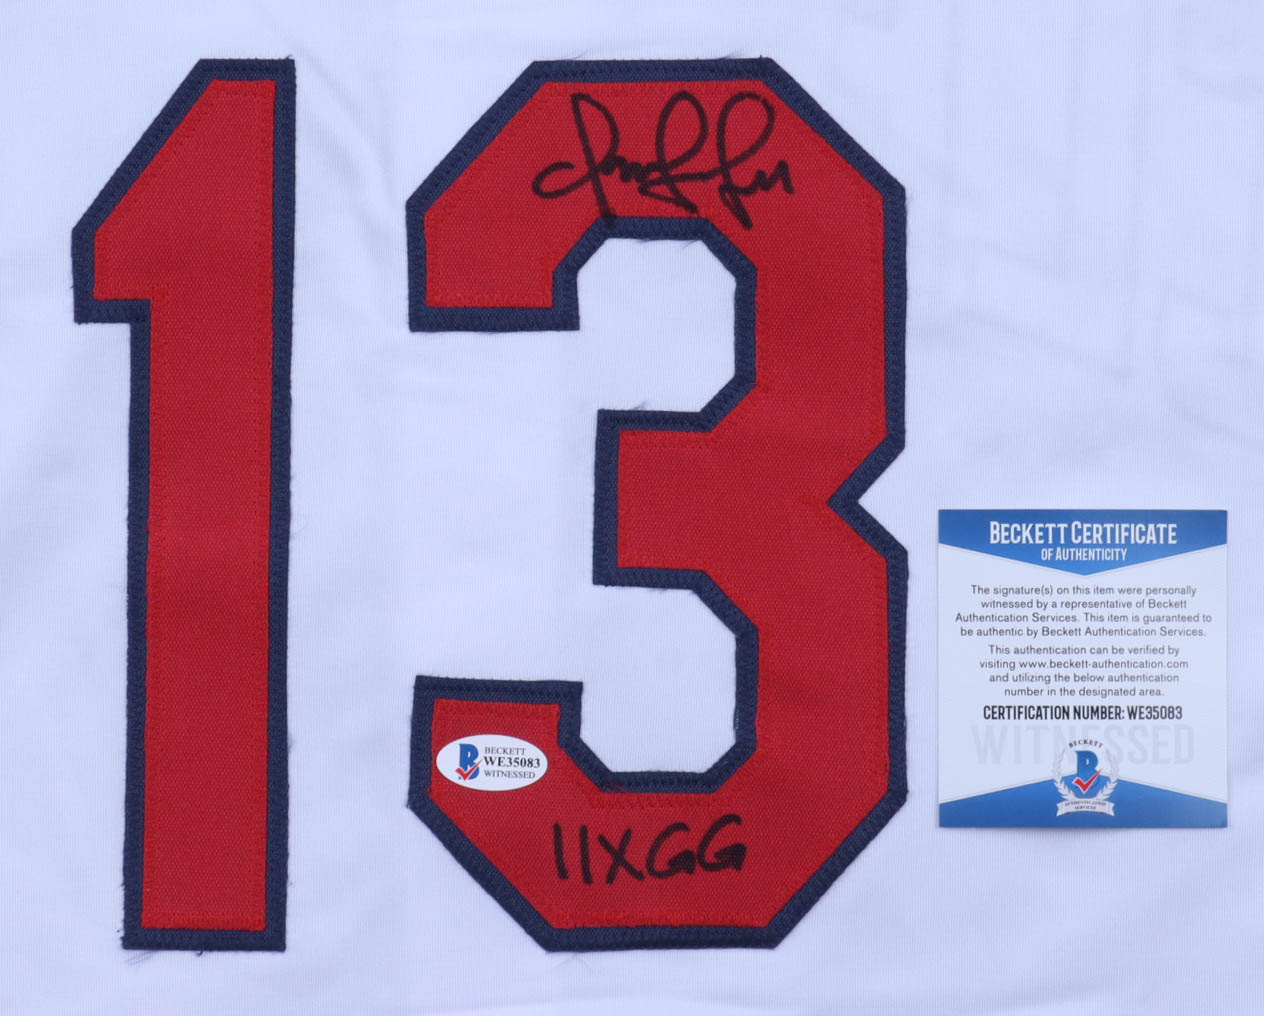 13
BECKETT
WE35083
WITNESSED
11XGG
BECKETT CERTIFICATE
OF AUTHENTICITY
The signature(s) on this item were personally
witnessed by a representative of Beckett
Authentication Services. This item is guaranteed to
be authentic by Beckett Authentication Services.
This authentication can be verified by
visiting www.beckett-authentication.com
and utilizing the below authentication
number in the designated area.
CERTIFICATION NUMBER: WE35083
WITNESSED
BECKETT
B
AUTHENTICATION
SERVICES